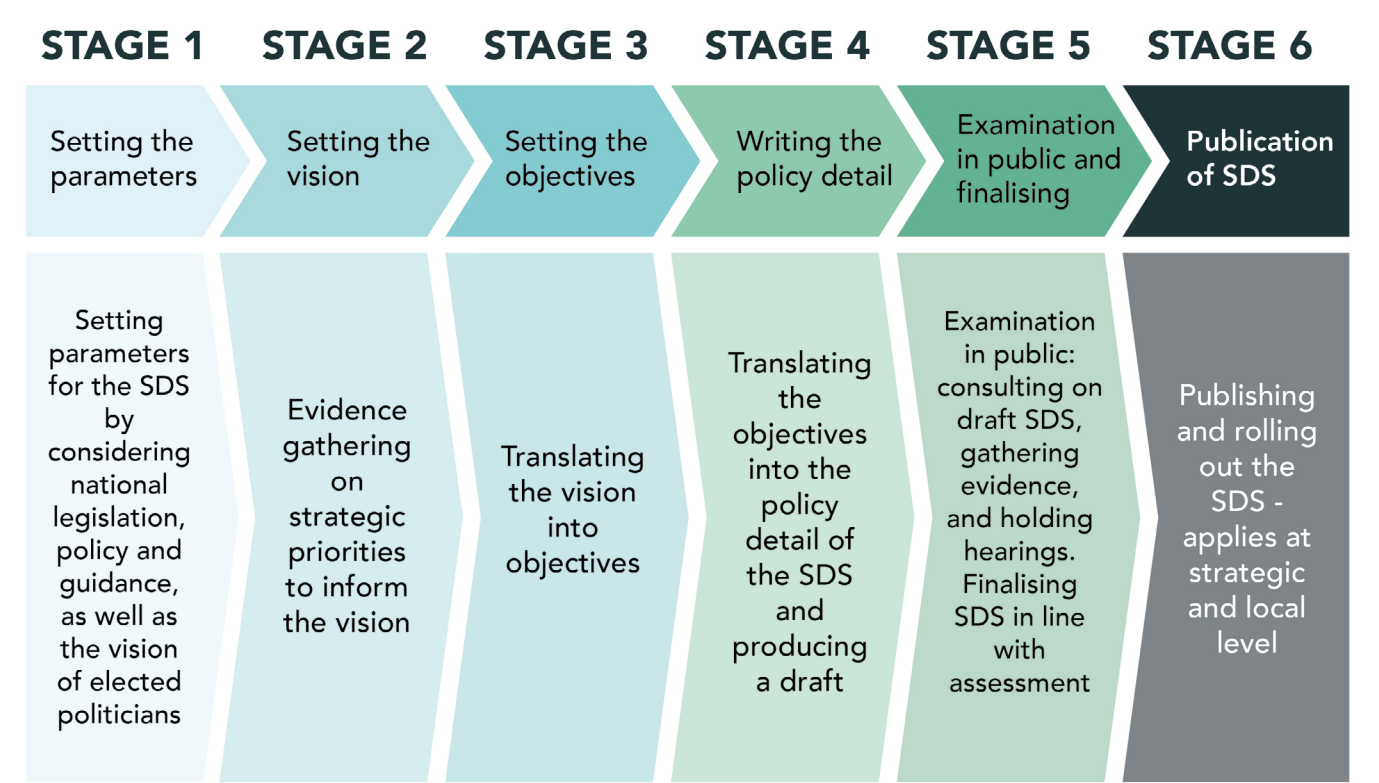 STAGE 1
STAGE 2
STAGE 3
STAGE 4
STAGE 5
STAGE 6
Setting the
parameters
Setting the
vision
Setting the
objectives
Writing the
policy detail
Examination
in public and
finalising
Publication
of SDS
Setting
parameters
for the SDS
by
considering
national
legislation,
policy and
guidance,
as well as
the vision
of elected
politicians
Evidence
gathering
on
strategic
priorities
to inform
the vision
Translating
the vision
into
objectives
Translating
the
objectives
into the
policy
detail of
the SDS
and
producing
a draft
Examination
in public:
consulting on
draft SDS,
gathering
evidence,
and holding
hearings.
Finalising
SDS in line
with
assessment
Publishing
and rolling
out the
SDS -
applies at
strategic
and local
level